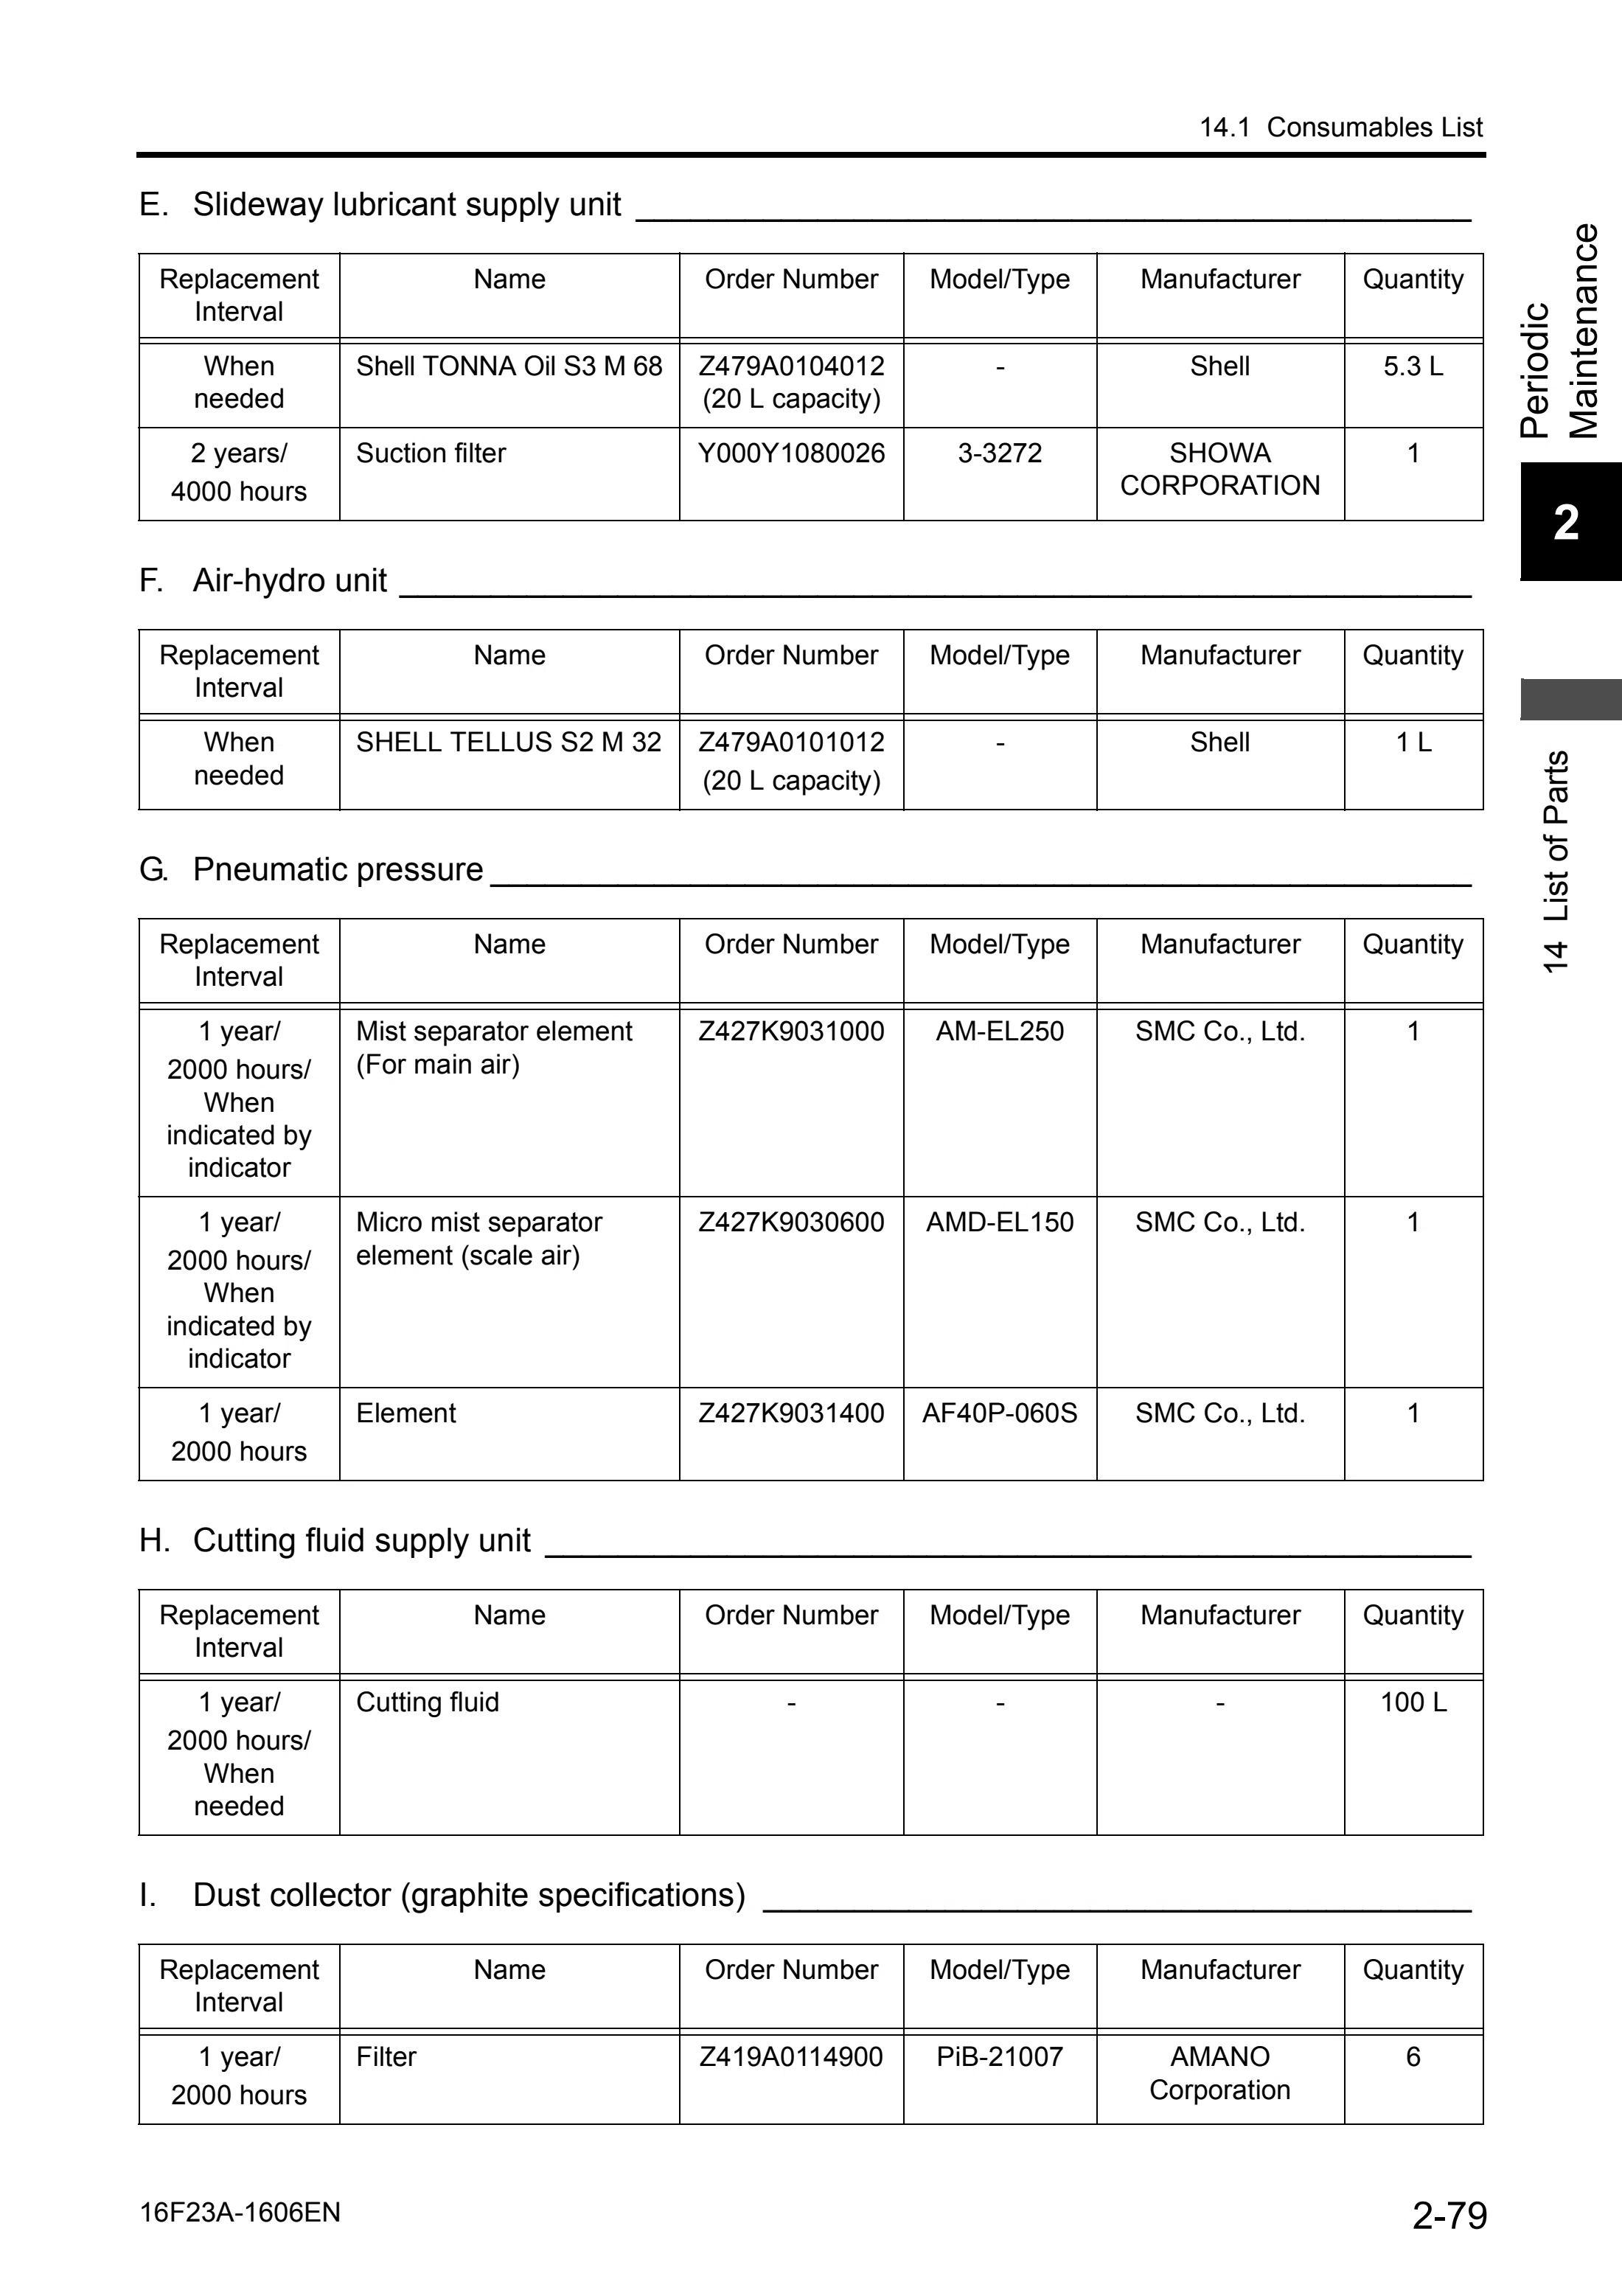 14.1 Consumables List
E. Slideway lubricant supply unit
Replacement Interval Name Order Number Model/Type Manufacturer Quantity
When needed Shell TONNA Oil S3 M 68 Z479A0104012 (20 L capacity) - Shell 5.3 L
2 years/ 4000 hours Suction filter Y000Y1080026 3-3272 SHOWA CORPORATION 1
F. Air-hydro unit
Replacement Interval Name Order Number Model/Type Manufacturer Quantity
When needed SHELL TELLUS S2 M 32 Z479A0101012 (20 L capacity) - Shell 1 L
G. Pneumatic pressure
Replacement Interval Name Order Number Model/Type Manufacturer Quantity
1 year/ 2000 hours/ When indicated by indicator Mist separator element (For main air) Z427K9031000 AM-EL250 SMC Co., Ltd. 1
1 year/ 2000 hours/ When indicated by indicator Micro mist separator element (scale air) Z427K9030600 AMD-EL150 SMC Co., Ltd. 1
1 year/ 2000 hours Element Z427K9031400 AF40P-060S SMC Co., Ltd. 1
H. Cutting fluid supply unit
Replacement Interval Name Order Number Model/Type Manufacturer Quantity
1 year/ 2000 hours/ When needed Cutting fluid - - - 100 L
I. Dust collector (graphite specifications)
Replacement Interval Name Order Number Model/Type Manufacturer Quantity
1 year/ 2000 hours Filter Z419A0114900 PiB-21007 AMANO Corporation 6
Periodic
Maintenance
2
14 List of Parts
16F23A-1606EN
2-79